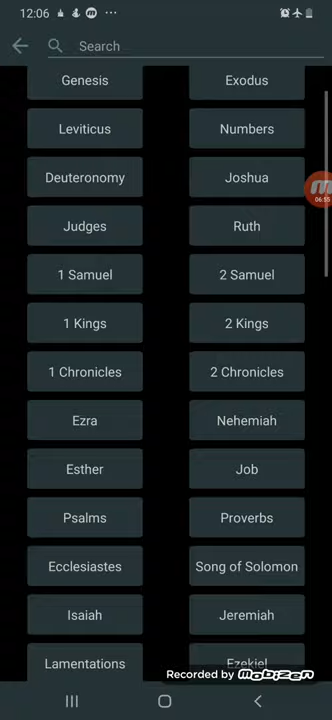 12:06
Search
Genesis Exodus
Leviticus Numbers
Deuteronomy Joshua
06:55
Judges Ruth
1 Samuel 2 Samuel
1 Kings 2 Kings
1 Chronicles 2 Chronicles
Ezra Nehemiah
Esther Job
Psalms Proverbs
Ecclesiastes Song of Solomon
Isaiah Jeremiah
Lamentations Ezekiel
Recorded by mobizen